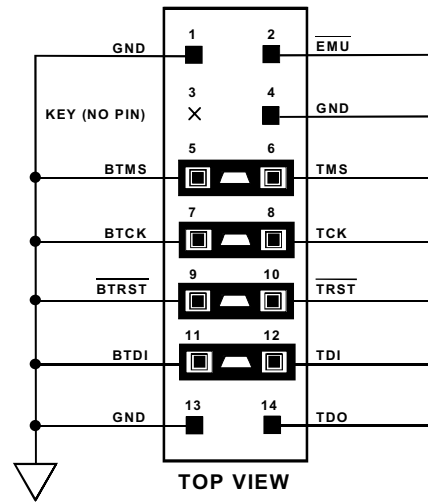 1 2
GND EMU
3 4
KEY (NO PIN) GND
5 6
BTMS TMS
7 8
BTCK TCK
9 10
BTRST TRST
11 12
BTDI TDI
13 14
GND TDO
TOP VIEW